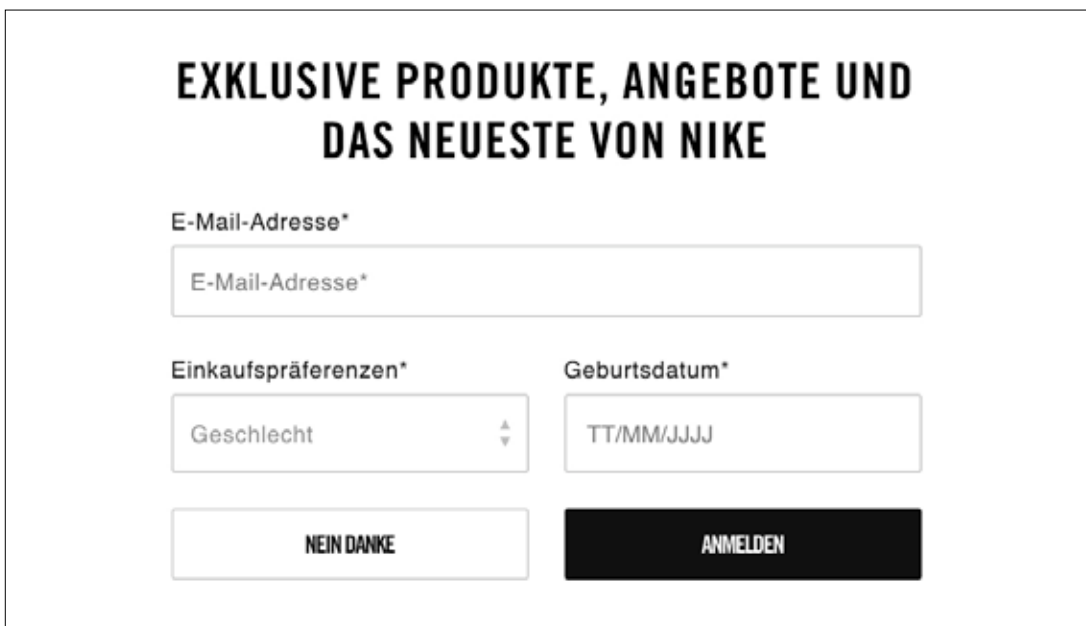 EXKLUSIVE PRODUKTE, ANGEBOTE UND
DAS NEUESTE VON NIKE
E-Mail-Adresse*
E-Mail-Adresse*
Einkaufspräferenzen*
Geschlecht
Geburtsdatum*
TT/MM/JJJJ
NEIN DANKE
ANMELDEN